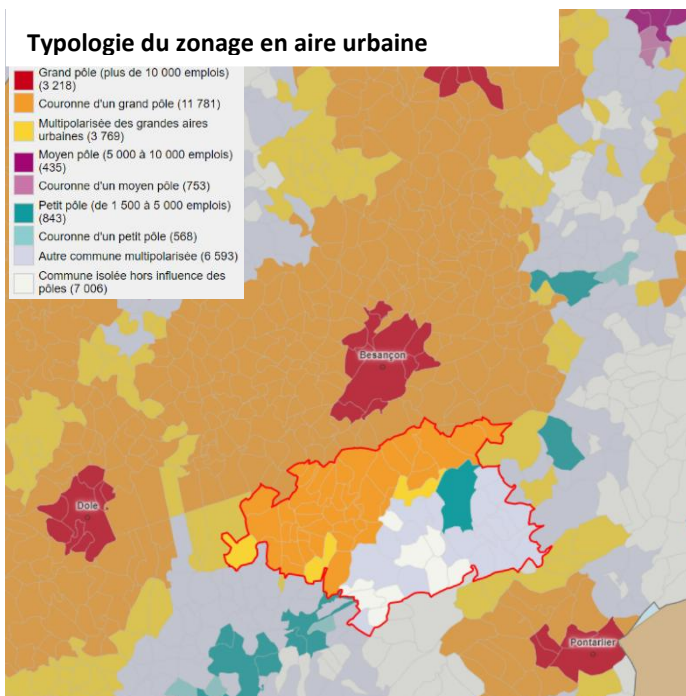 Typologie du zonage en aire urbaine
Grand pôle (plus de 10 000 emplois)
(3 218)
Couronne d'un grand pôle (11 781)
Multipolarisée des grandes aires
urbaines (3 769)
Moyen pôle (5 000 à 10 000 emplois)
(435)
Couronne d'un moyen pôle (753)
Petit pôle (de 1 500 à 5 000 emplois)
(843)
Couronne d'un petit pôle (568)
Autre commune multipolarisée (6 593)
Commune isolée hors influence des
pôles (7 006)
Besançon
Dole
Pontarlier